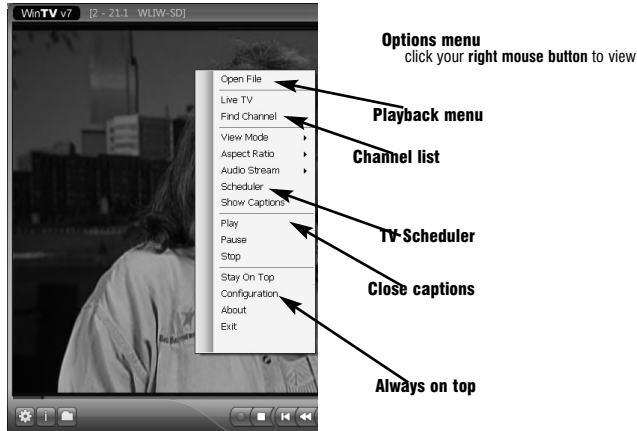 WinTV v7 [2 - 21.1 WLIW-SD]
Options menu
click your right mouse button to view
Open File
Live TV
Find Channel
View Mode
Aspect Ratio
Audio Stream
Scheduler
Show Captions
Play
Pause
Stop
Stay On Top
Configuration
About
Exit
Playback menu
Channel list
TV Scheduler
Close captions
Always on top